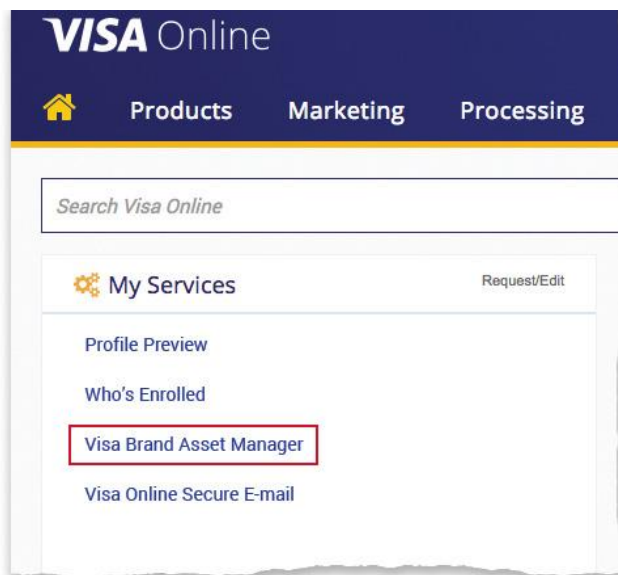 VISA Online
Products Marketing Processing
Search Visa Online
My Services Request/Edit
Profile Preview
Who's Enrolled
Visa Brand Asset Manager
Visa Online Secure E-mail